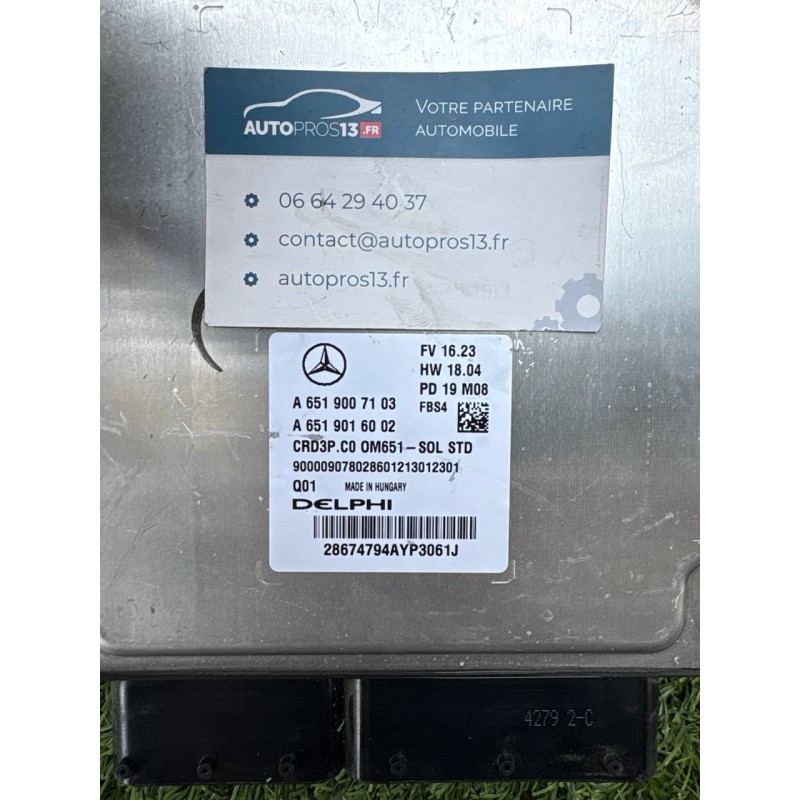 AUTOPROS13.FR
VOTRE PARTENAIRE
AUTOMOBILE
06 64 29 40 37
contact@autopros13.fr
autopros13.fr
FV 16.23
HW 18.04
PD 19 M08
A 651 900 71 03
FBS4
A 651 901 60 02
CRD3P.C0 OM651-SOL STD
900009078028601213012301
Q01 MADE IN HUNGARY
DELPHI
28674794AYP3061J
4279 2-C